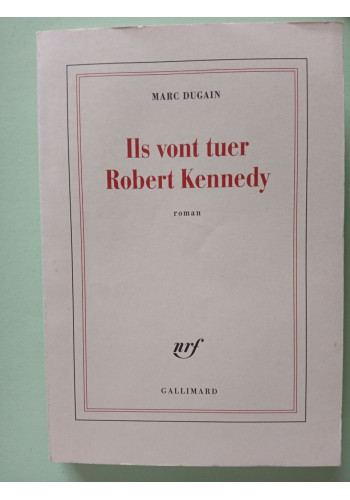 MARC DUGAIN
Ils vont tuer
Robert Kennedy
roman
nrf
GALLIMARD